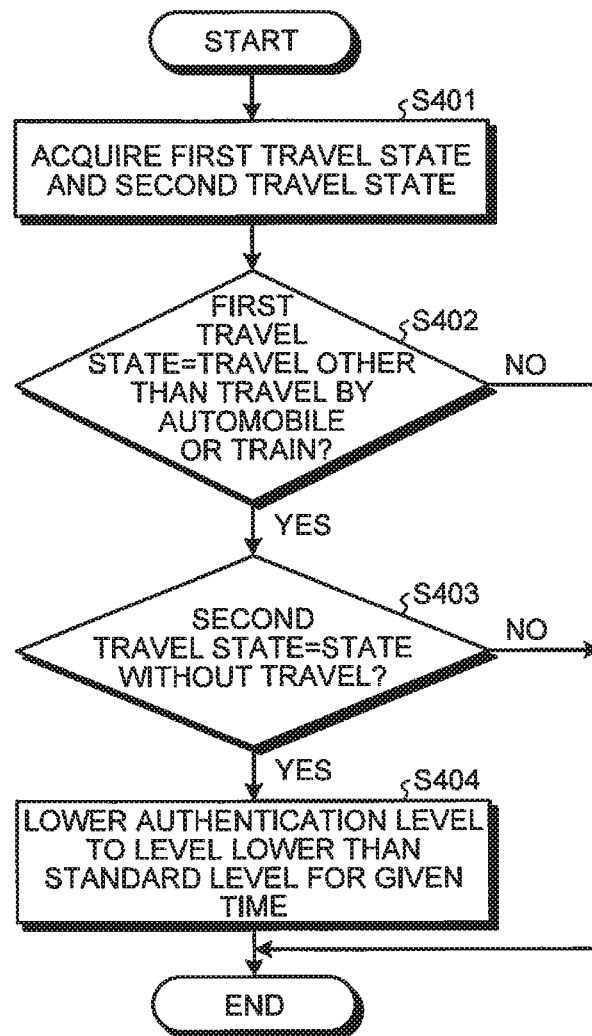 START
S401
ACQUIRE FIRST TRAVEL STATE
AND SECOND TRAVEL STATE
S402
FIRST
TRAVEL
STATE=TRAVEL OTHER
THAN TRAVEL BY
AUTOMOBILE
OR TRAIN?
NO
YES
S403
SECOND
TRAVEL STATE=STATE
WITHOUT TRAVEL?
NO
YES
S404
LOWER AUTHENTICATION LEVEL
TO LEVEL LOWER THAN
STANDARD LEVEL FOR GIVEN
TIME
END